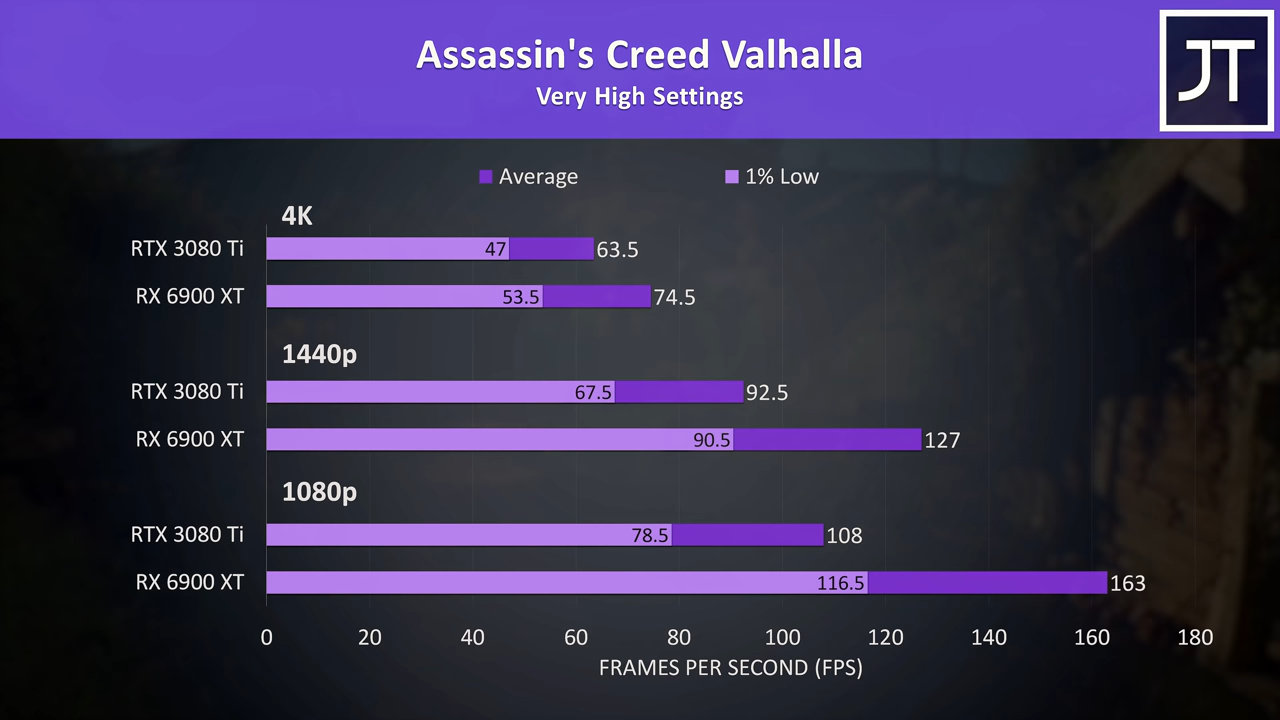 Assassin's Creed Valhalla
Very High Settings
JT
Average 1% Low
4K
RTX 3080 Ti 47 63.5
RX 6900 XT 53.5 74.5
1440p
RTX 3080 Ti 67.5 92.5
RX 6900 XT 90.5 127
1080p
RTX 3080 Ti 78.5 108
RX 6900 XT 116.5 163
0 20 40 60 80 100 120 140 160 180
FRAMES PER SECOND (FPS)